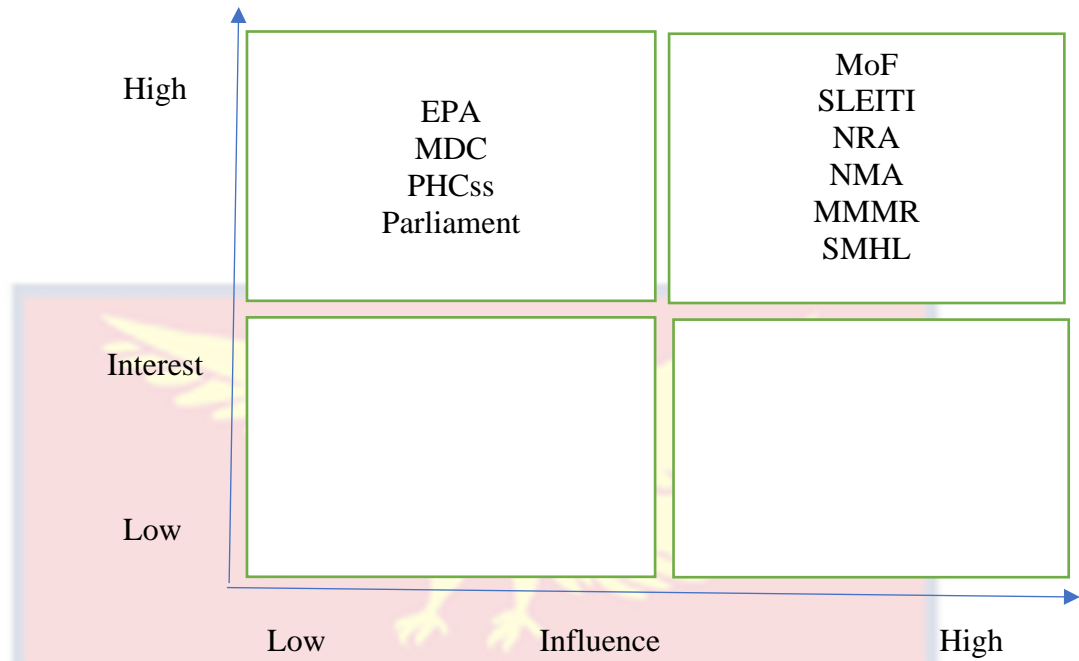 High
EPA
MDC
PHCss
Parliament
MoF
SLEITI
NRA
NMA
MMMR
SMHL
Interest
Low
Low
Influence
High